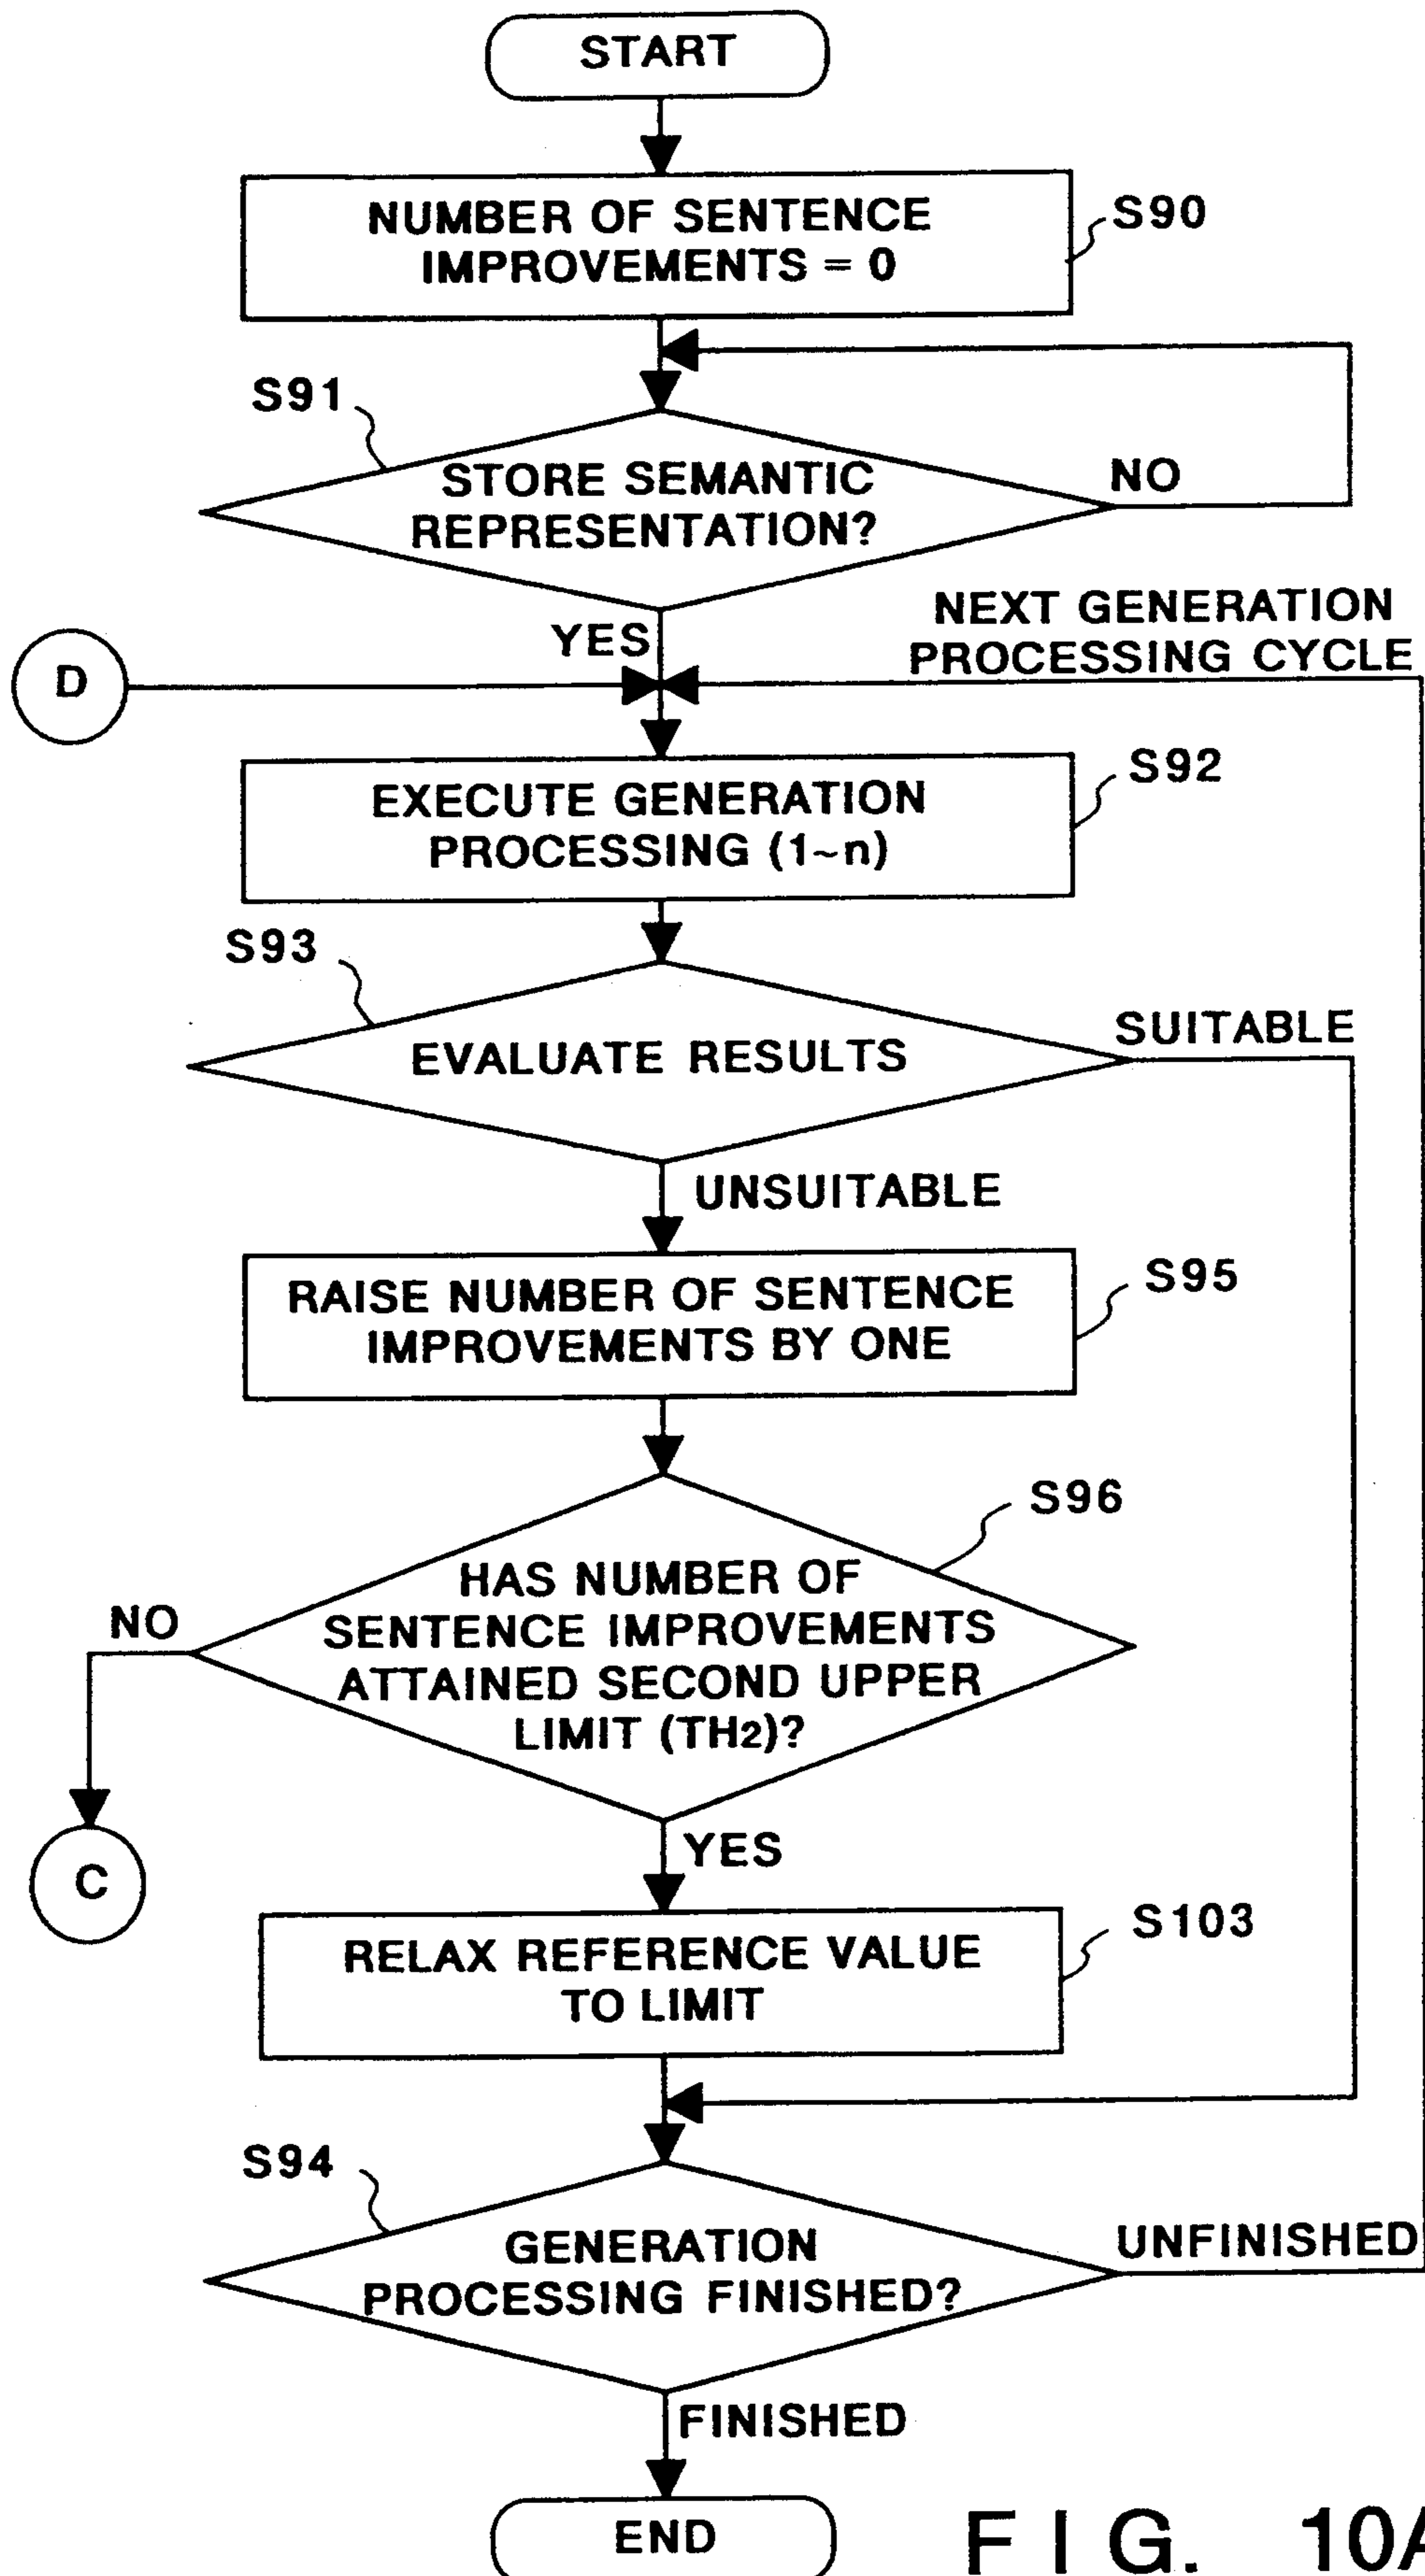 START
NUMBER OF SENTENCE
IMPROVEMENTS = 0
S90
S91
STORE SEMANTIC
REPRESENTATION?
NO
YES
NEXT GENERATION
PROCESSING CYCLE
D
EXECUTE GENERATION
PROCESSING (1~n)
S92
S93
EVALUATE RESULTS
SUITABLE
UNSUITABLE
RAISE NUMBER OF SENTENCE
IMPROVEMENTS BY ONE
S95
S96
HAS NUMBER OF
SENTENCE IMPROVEMENTS
ATTAINED SECOND UPPER
LIMIT (TH2)?
NO
C
YES
RELAX REFERENCE VALUE
TO LIMIT
S103
S94
GENERATION
PROCESSING FINISHED?
UNFINISHED
FINISHED
END
FIG. 10A